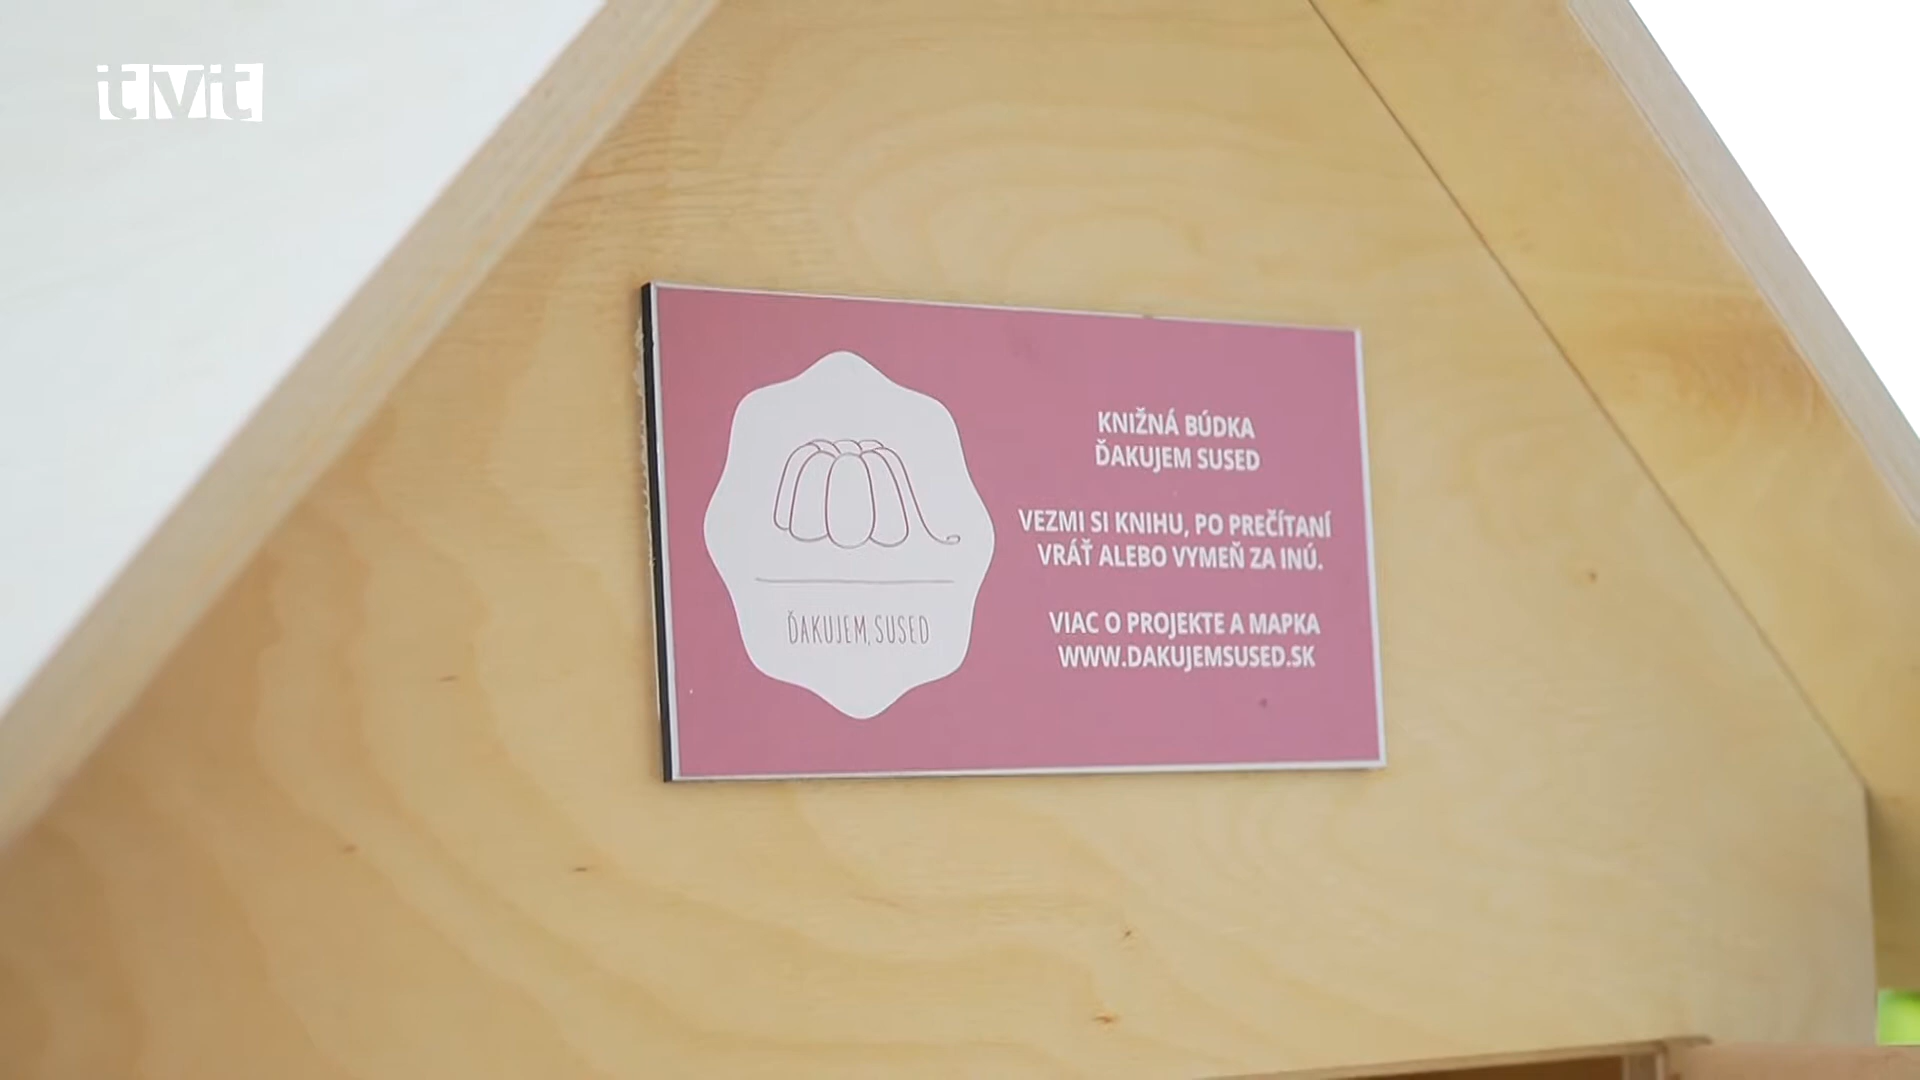 itvit
ĎAKUJEM, SUSED
KNIŽNÁ BÚDKA
ĎAKUJEM SUSED
VEZMI SI KNIHU, PO PREČÍTANÍ
VRÁŤ ALEBO VYMEŇ ZA INÚ.
VIAC O PROJEKTE A MAPKA
WWW.DAKUJEMSUSED.SK